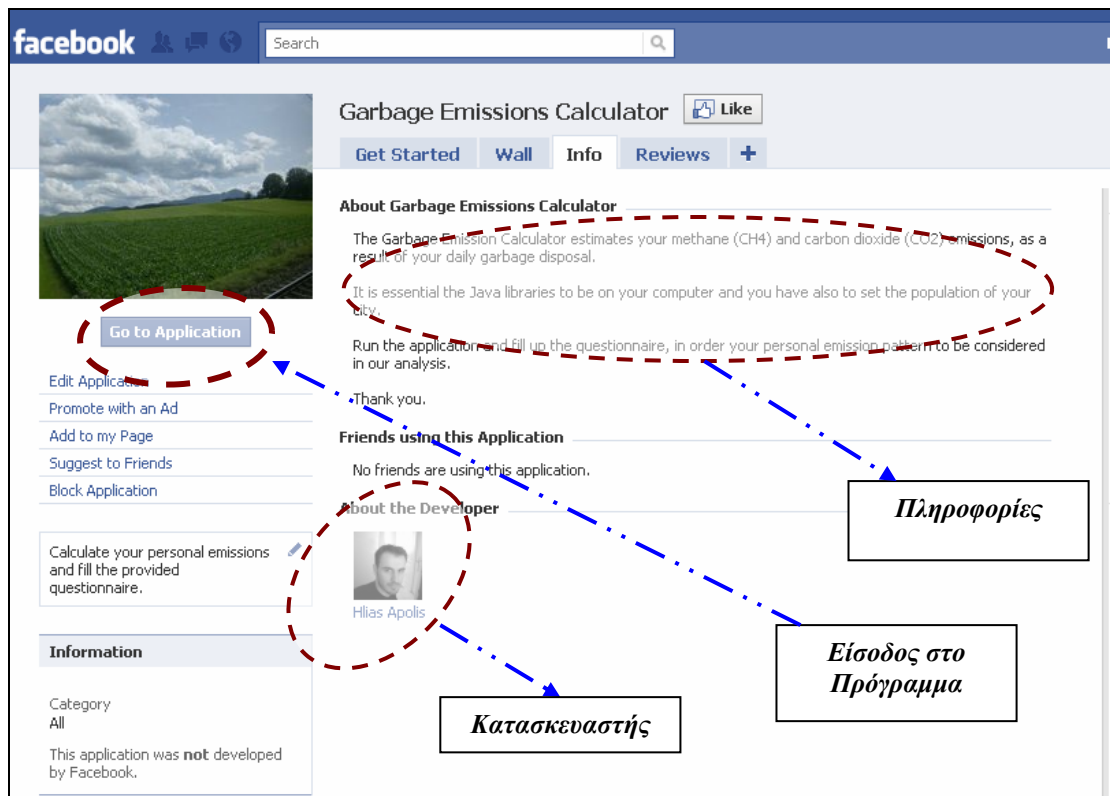 facebook
Search
Garbage Emissions Calculator
Like
Get Started
Wall
Info
Reviews
+
Go to Application
Edit Application
Promote with an Ad
Add to my Page
Suggest to Friends
Block Application
Calculate your personal emissions
and fill the provided
questionnaire.
Information
Category
All
This application was not developed
by Facebook.
About Garbage Emissions Calculator
The Garbage Emission Calculator estimates your methane (CH4) and carbon dioxide (CO2) emissions, as a
result of your daily garbage disposal.
It is essential the Java libraries to be on your computer and you have also to set the population of your
city.
Run the application and fill up the questionnaire, in order your personal emission pattern to be considered
in our analysis.
Thank you.
Friends using this Application
No friends are using this application.
About the Developer
Hlias Apolis
Πληροφορίες
Είσοδος στο
Πρόγραμμα
Κατασκευαστής